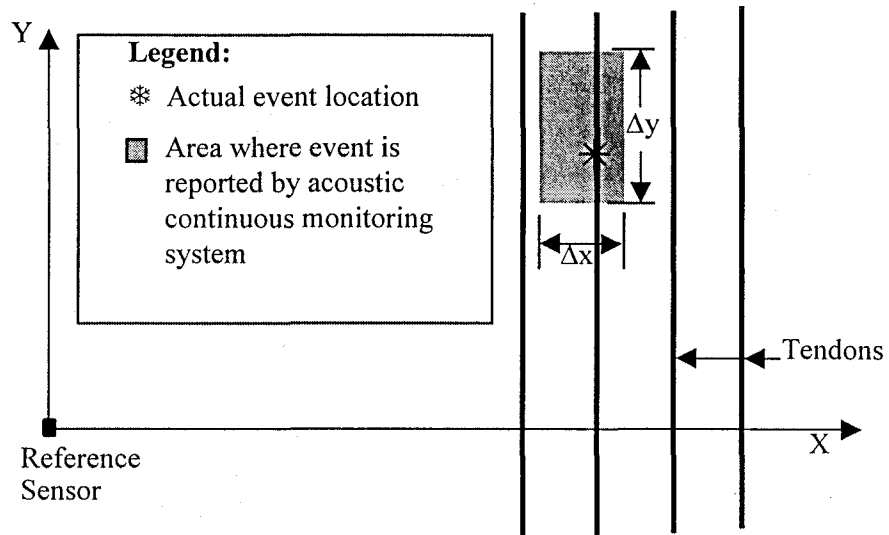 Y
Legend:
Actual event location
Area where event is
reported by acoustic
continuous monitoring
system
Δy
Δx
Tendons
X
Reference
Sensor